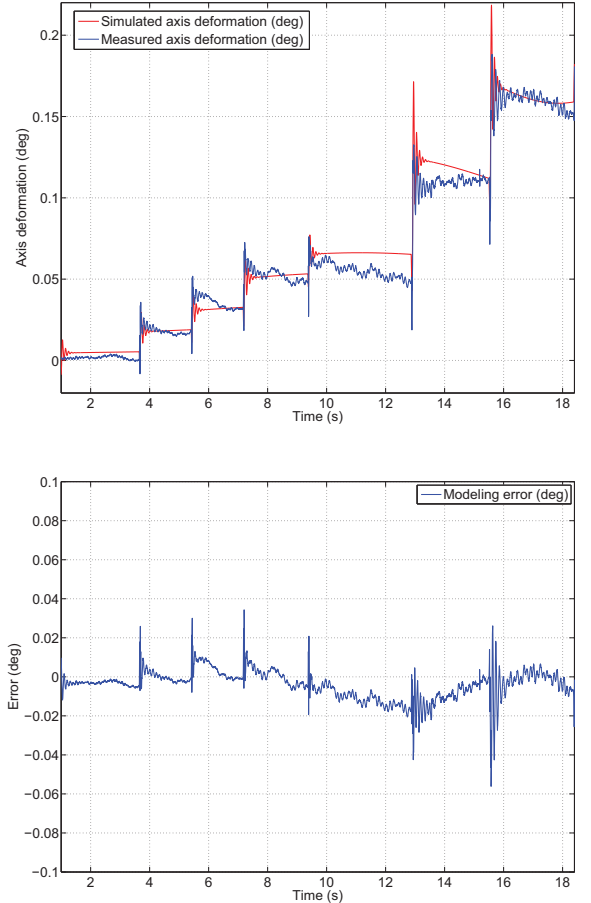 Simulated axis deformation (deg)
Measured axis deformation (deg)
0.2
0.15
0.1
0.05
0
Axis deformation (deg)
2 4 6 8 10 12 14 16 18
Time (s)
Modeling error (deg)
0.1
0.08
0.06
0.04
0.02
0
−0.02
−0.04
−0.06
−0.08
−0.1
Error (deg)
2 4 6 8 10 12 14 16 18
Time (s)